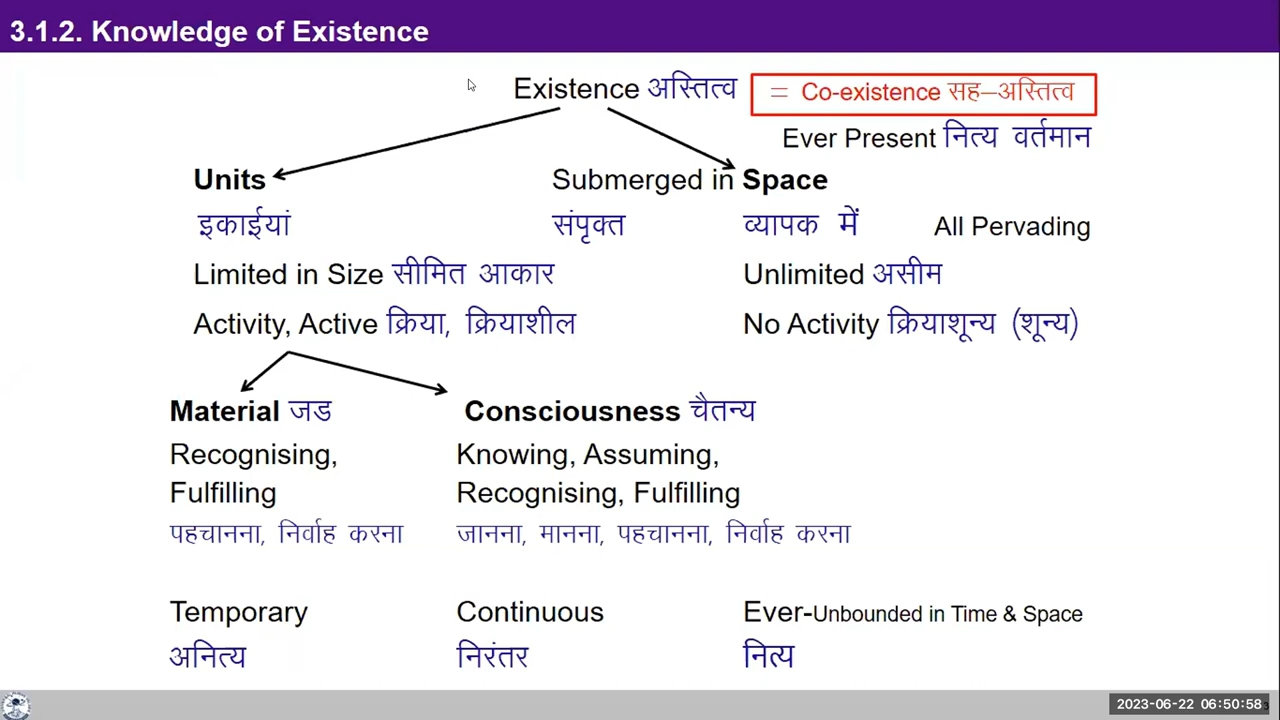 3.1.2. Knowledge of Existence
Existence अस्तित्व = Co-existence सह–अस्तित्व
Ever Present नित्य वर्तमान
Units Submerged in Space
इकाईयां संपृक्त व्यापक में All Pervading
Limited in Size सीमित आकार Unlimited असीम
Activity, Active क्रिया, क्रियाशील No Activity क्रियाशून्य (शून्य)
Material जड Consciousness चैतन्य
Recognising, Knowing, Assuming,
Fulfilling Recognising, Fulfilling
पहचानना, निर्वाह करना जानना, मानना, पहचानना, निर्वाह करना
Temporary Continuous Ever-Unbounded in Time & Space
अनित्य निरंतर नित्य
2023-06-22 06:50:58